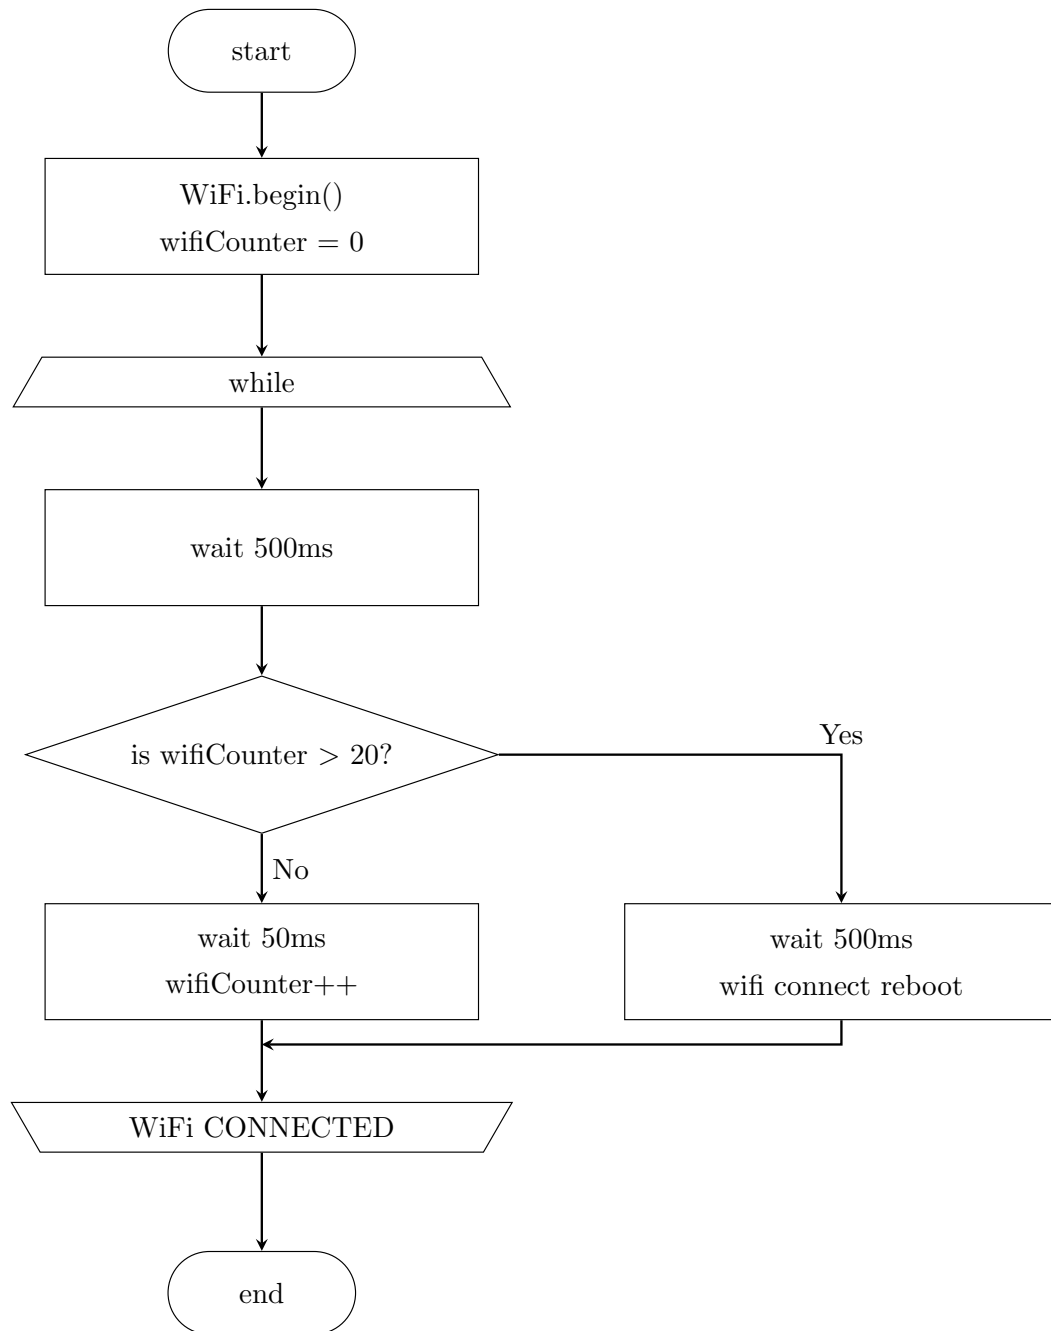 start
WiFi.begin()
wifiCounter = 0
while
wait 500ms
is wifiCounter > 20?
Yes
No
wait 50ms
wifiCounter++
wait 500ms
wifi connect reboot
WiFi CONNECTED
end